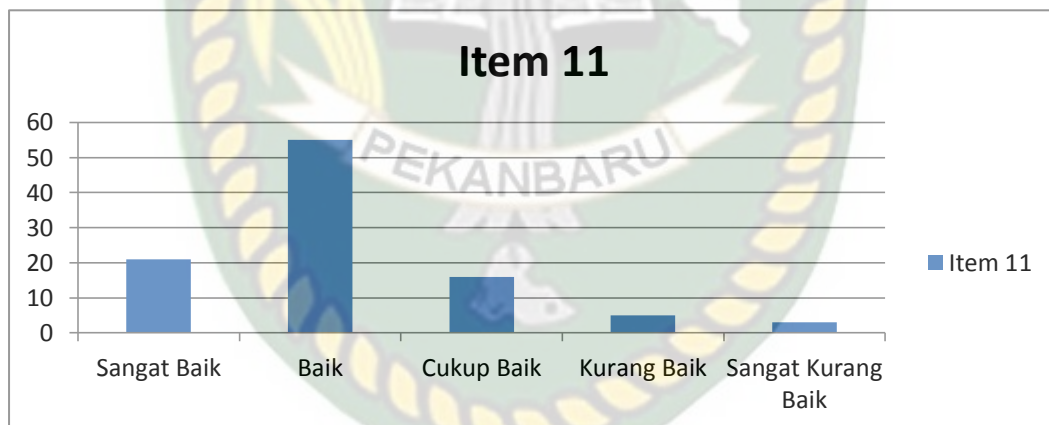 Item 11
PEKANBARU
60
50
40
30
20
10
0
Sangat Baik
Baik
Cukup Baik
Kurang Baik
Sangat Kurang
Baik
Item 11